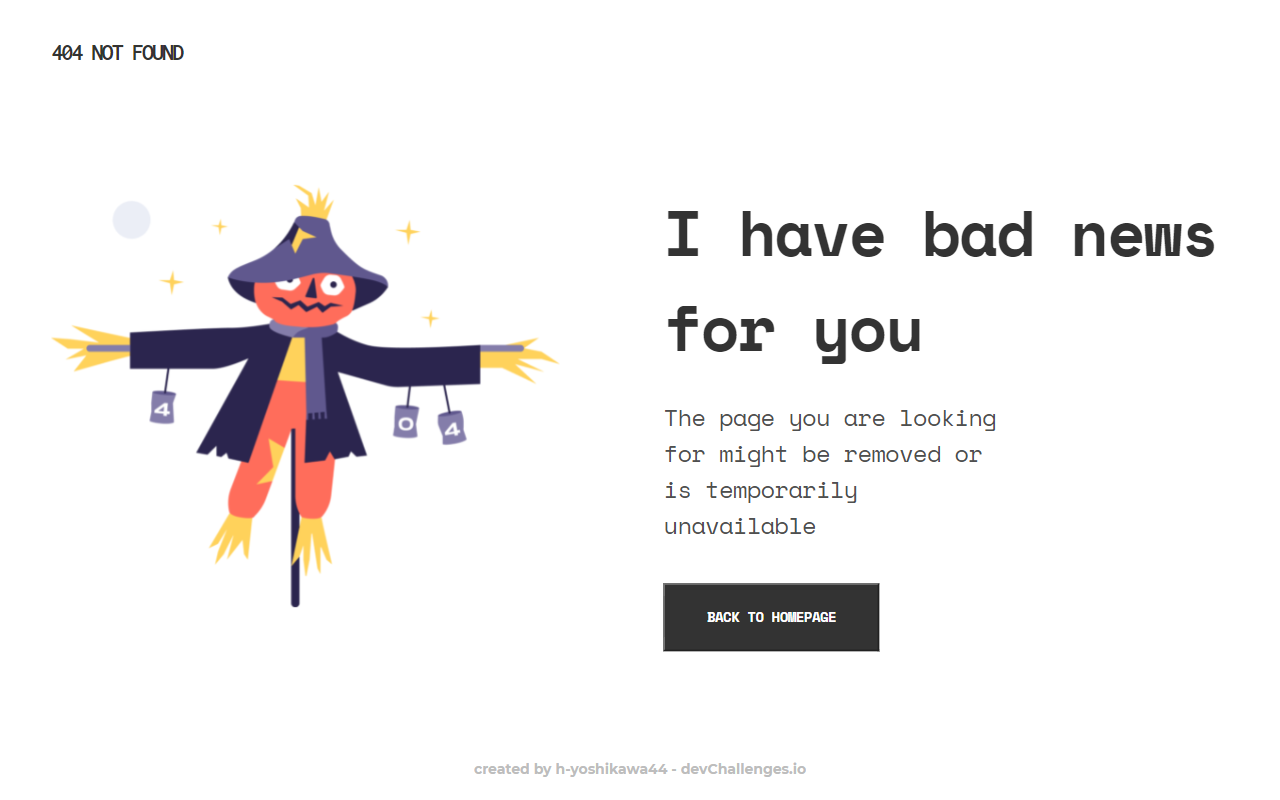 404 NOT FOUND
I have bad news
for you
4
0
4
The page you are looking
for might be removed or
is temporarily
unavailable
BACK TO HOMEPAGE
created by h-yoshikawa44 - devChallenges.io